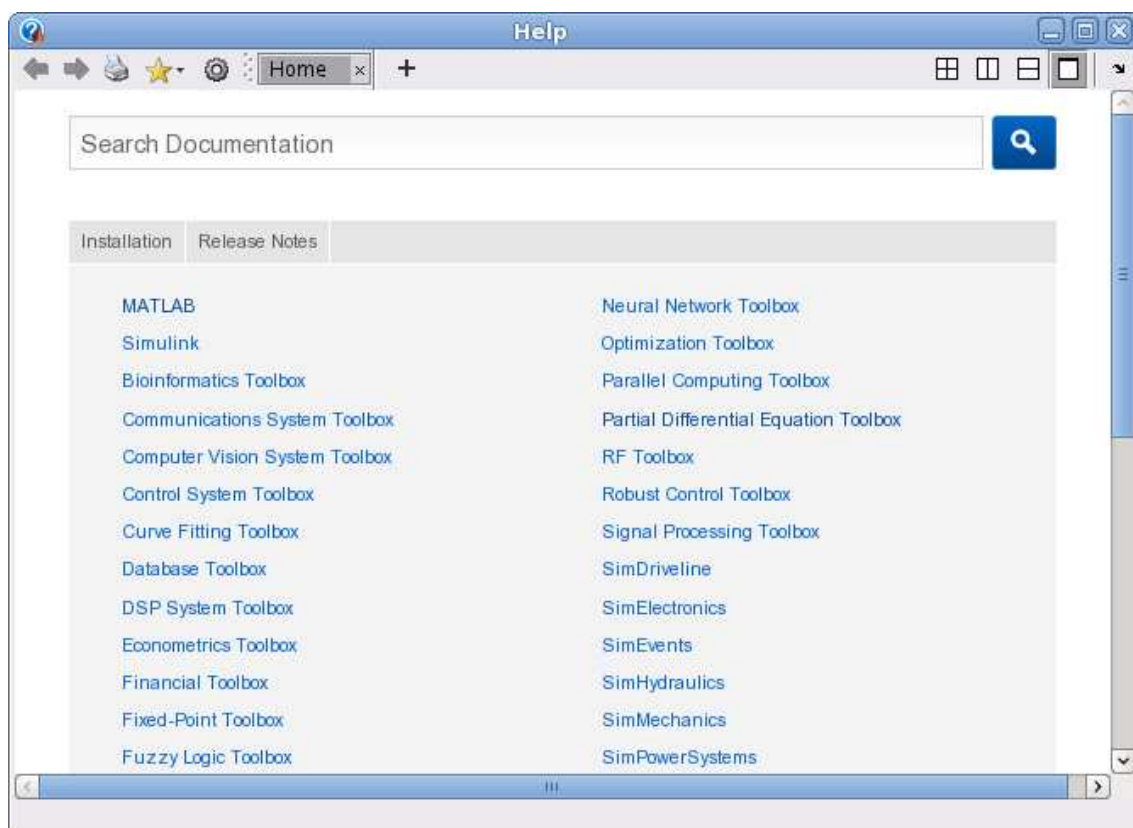 Help
Home
Search Documentation
Installation Release Notes
MATLAB
Simulink
Bioinformatics Toolbox
Communications System Toolbox
Computer Vision System Toolbox
Control System Toolbox
Curve Fitting Toolbox
Database Toolbox
DSP System Toolbox
Econometrics Toolbox
Financial Toolbox
Fixed-Point Toolbox
Fuzzy Logic Toolbox
Neural Network Toolbox
Optimization Toolbox
Parallel Computing Toolbox
Partial Differential Equation Toolbox
RF Toolbox
Robust Control Toolbox
Signal Processing Toolbox
SimDriveline
SimElectronics
SimEvents
SimHydraulics
SimMechanics
SimPowerSystems